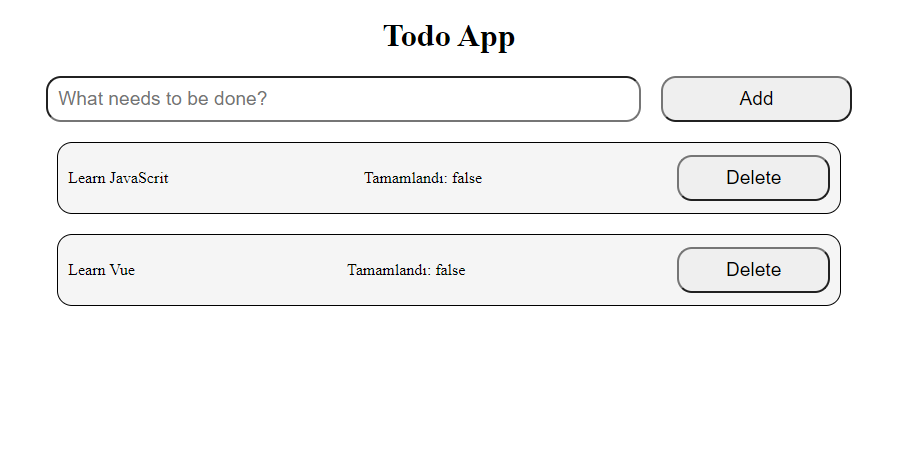 Todo App
What needs to be done? Add
Learn JavaScrit Tamamlandı: false Delete
Learn Vue Tamamlandı: false Delete